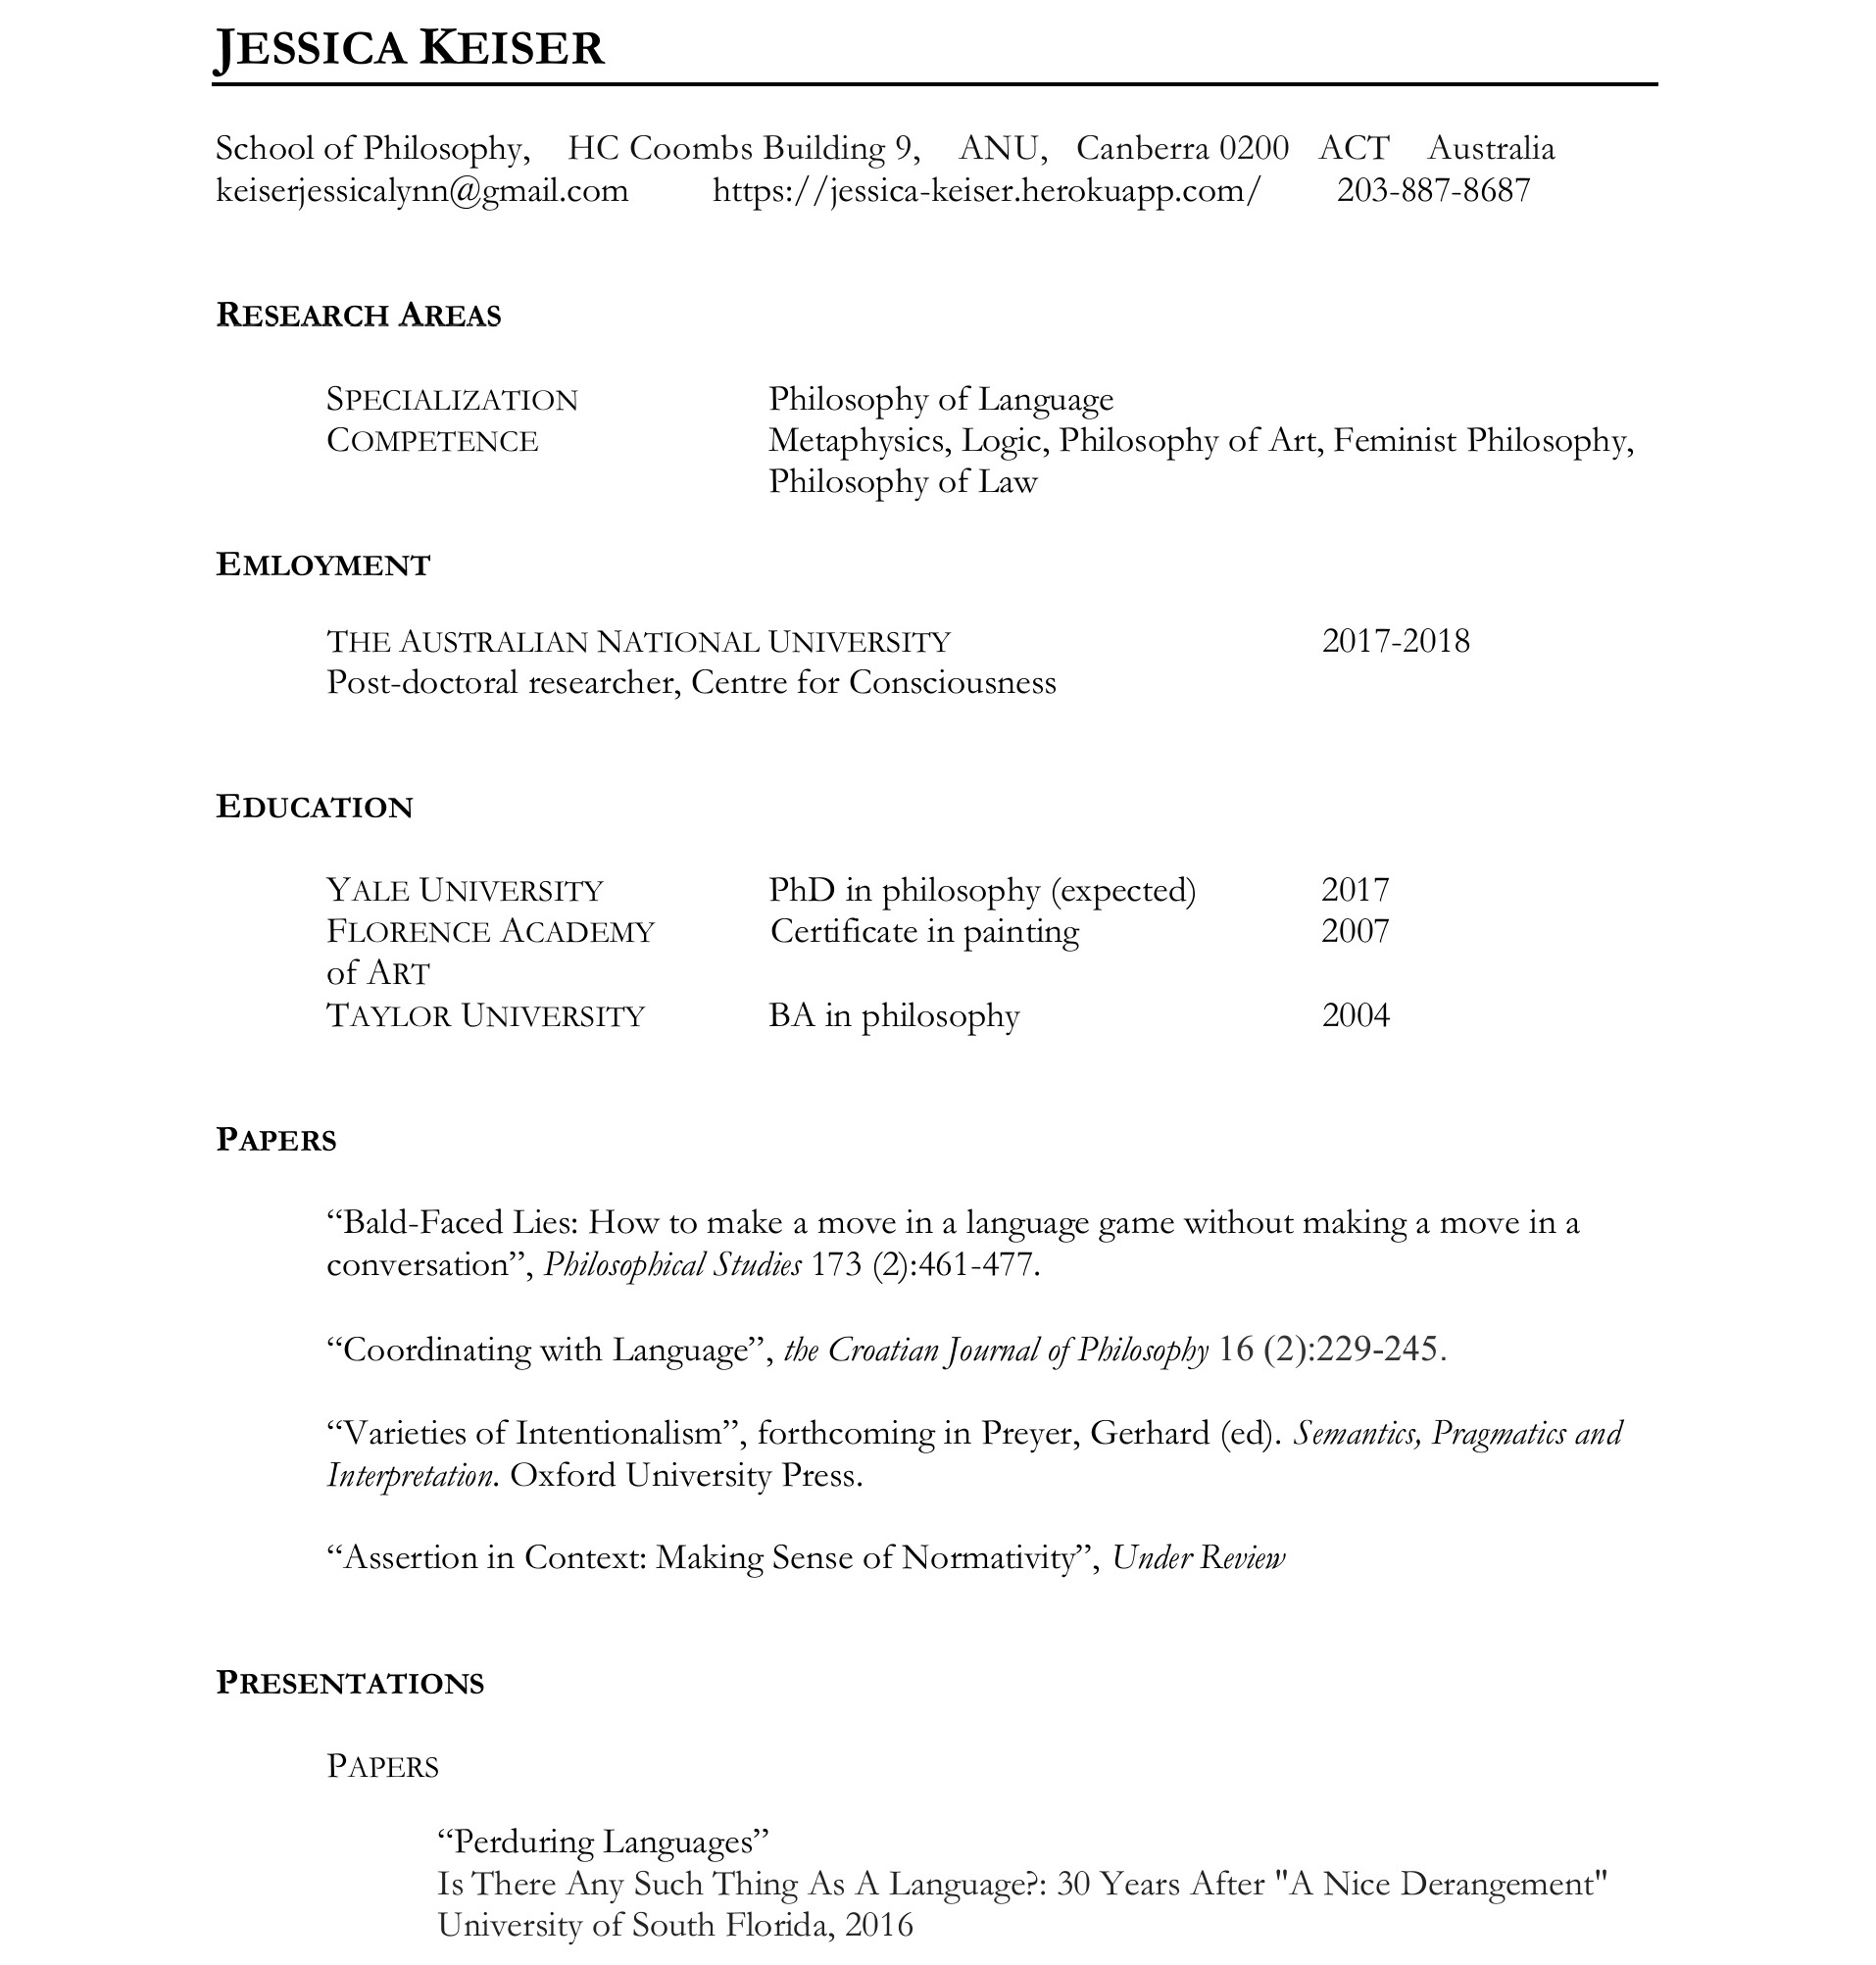 JESSICA KEISER
School of Philosophy, HC Coombs Building 9, ANU, Canberra 0200 ACT Australia
keiserjessicalynn@gmail.com https://jessica-keiser.herokuapp.com/ 203-887-8687
RESEARCH AREAS
SPECIALIZATION Philosophy of Language
COMPETENCE Metaphysics, Logic, Philosophy of Art, Feminist Philosophy,
Philosophy of Law
EMLOYMENT
THE AUSTRALIAN NATIONAL UNIVERSITY 2017-2018
Post-doctoral researcher, Centre for Consciousness
EDUCATION
YALE UNIVERSITY PhD in philosophy (expected) 2017
FLORENCE ACADEMY Certificate in painting 2007
of ART
TAYLOR UNIVERSITY BA in philosophy 2004
PAPERS
“Bald-Faced Lies: How to make a move in a language game without making a move in a
conversation”, Philosophical Studies 173 (2):461-477.
“Coordinating with Language”, the Croatian Journal of Philosophy 16 (2):229-245.
“Varieties of Intentionalism”, forthcoming in Preyer, Gerhard (ed). Semantics, Pragmatics and
Interpretation. Oxford University Press.
“Assertion in Context: Making Sense of Normativity”, Under Review
PRESENTATIONS
PAPERS
“Perduring Languages”
Is There Any Such Thing As A Language?: 30 Years After "A Nice Derangement"
University of South Florida, 2016